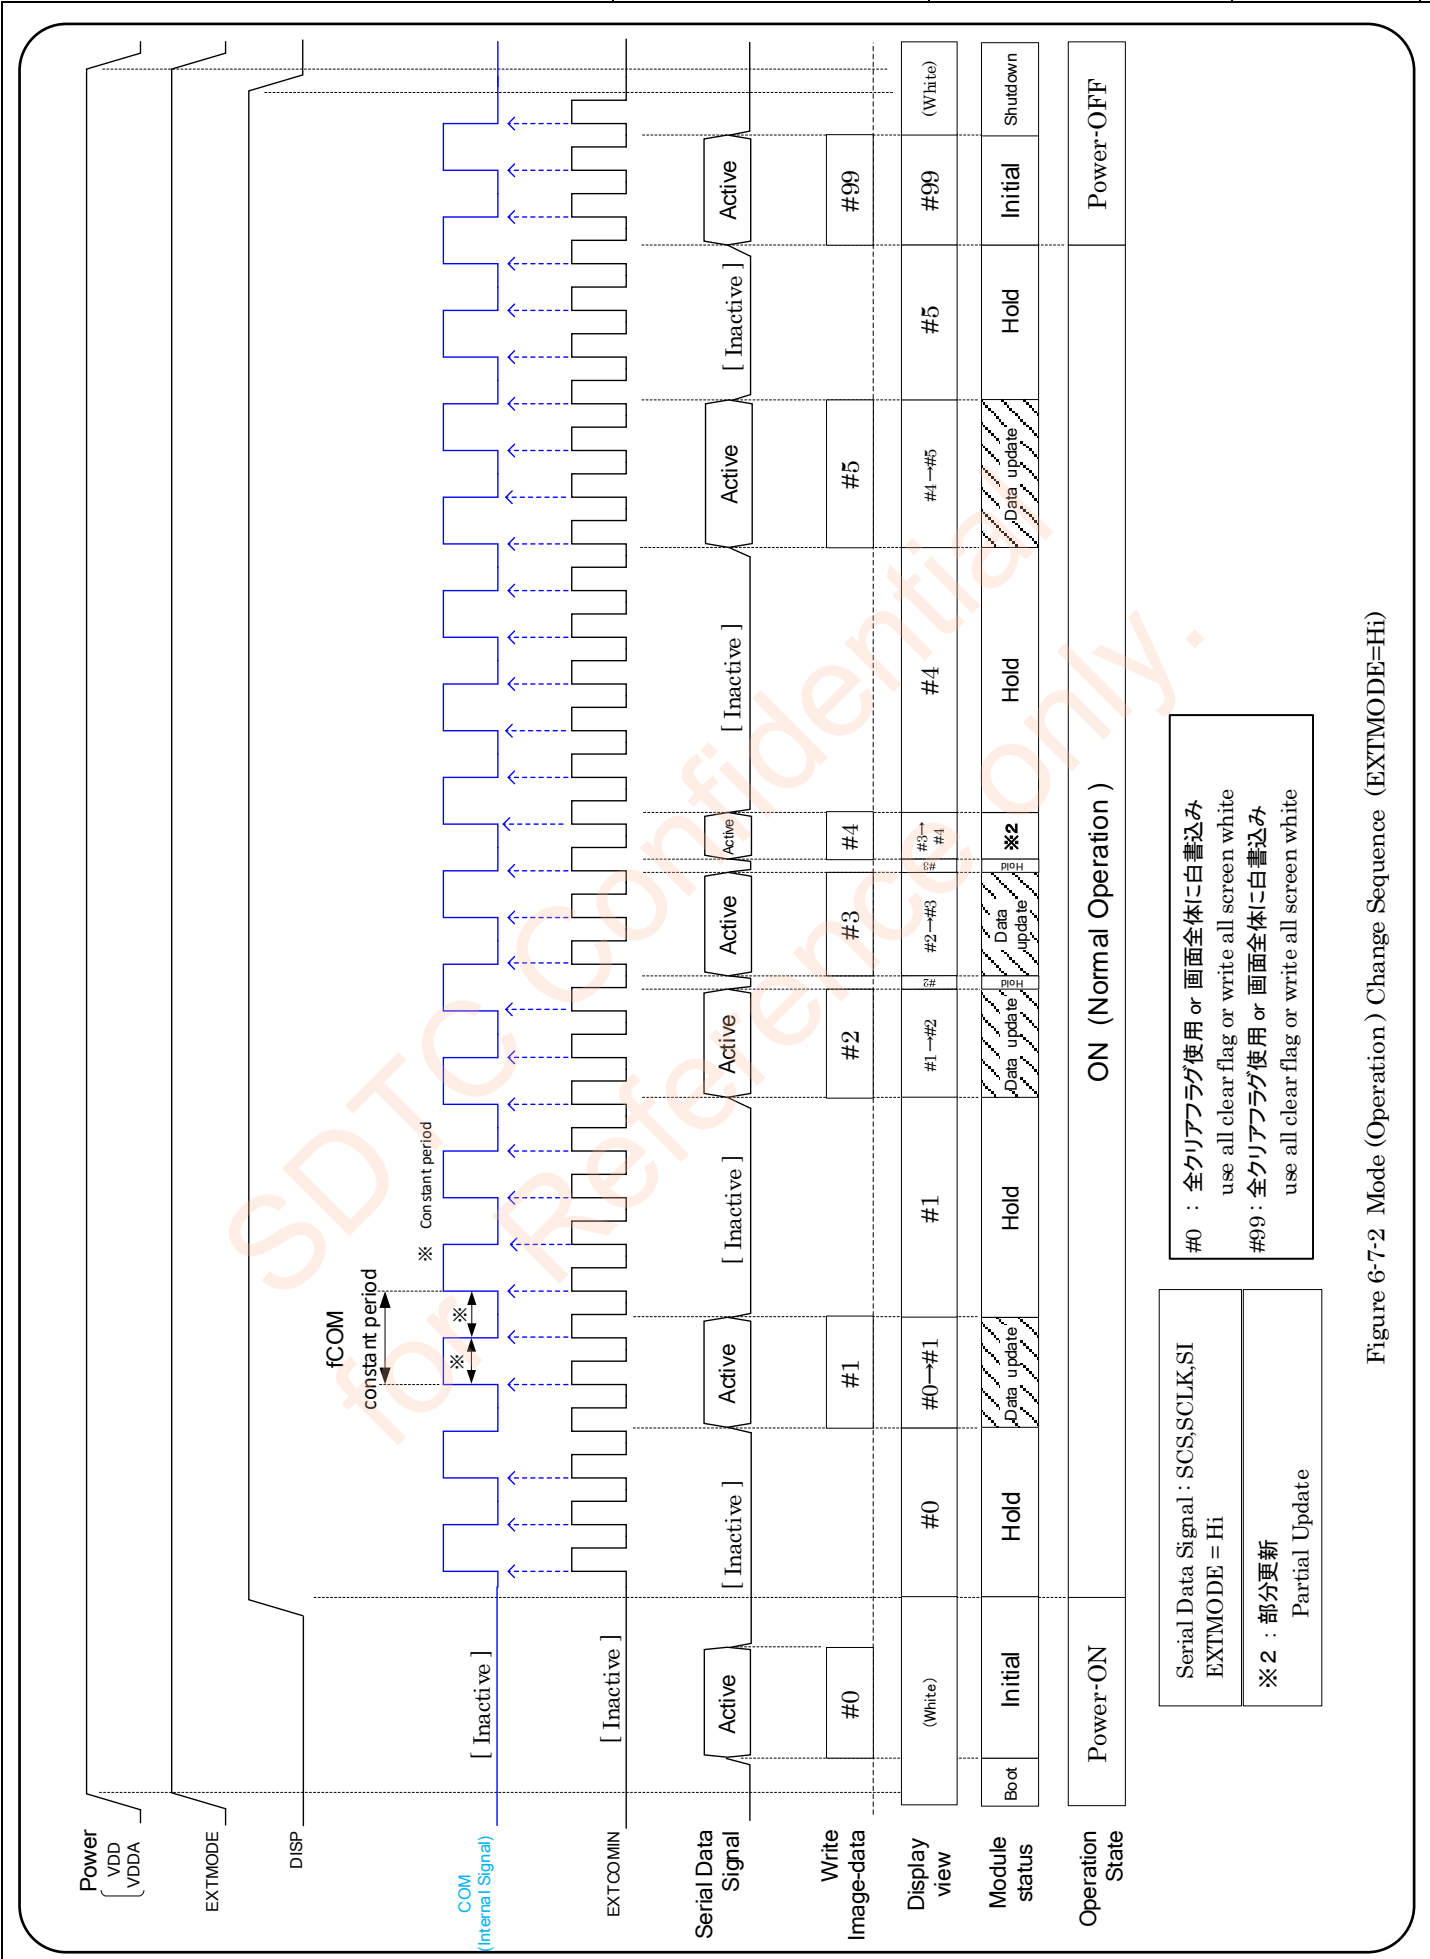 Power
VDD
VDDA
EXTMODE
DISP
COM
(Internal Signal)
[ Inactive ]
fCOM
constant period
※
※
※ Constant period
EXTCOMIN
[ Inactive ]
Serial Data
Signal
Active
[ Inactive ]
Active
[ Inactive ]
Active
Active
Active
[ Inactive ]
Active
[ Inactive ]
Active
Write
Image-data
#0
#1
#2
#3
#4
#5
#99
Display
view
(White)
#0
#0→#1
#1
#1→#2
#2
#2→#3
#3
#3→
#4
#4
#4→#5
#5
#99
(White)
Module
status
Boot
Initial
Hold
Data update
Hold
Data update
Hold
Data
update
Hold
※2
Hold
Data update
Hold
Initial
Shutdown
Operation
State
Power-ON
ON (Normal Operation )
Power-OFF
Serial Data Signal : SCS,SCLK,SI
EXTMODE = Hi
※２：部分更新
Partial Update
#0 : 全クリアフラグ使用 or 画面全体に白書込み
use all clear flag or write all screen white
#99 : 全クリアフラグ使用 or 画面全体に白書込み
use all clear flag or write all screen white
Figure 6-7-2 Mode (Operation ) Change Sequence (EXTMODE=Hi)
SDTC Confidential
for Reference only.